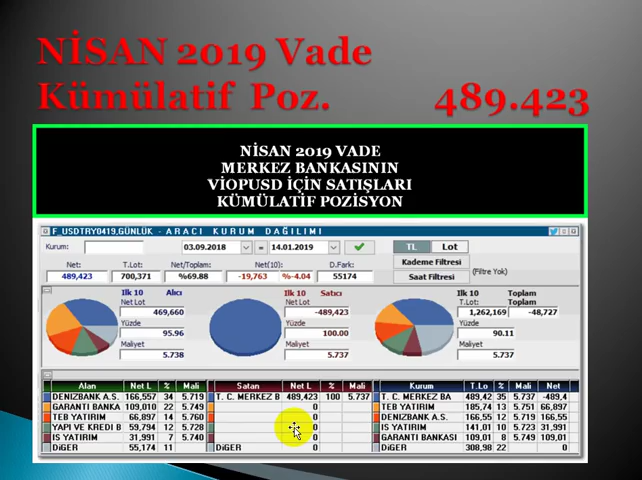 NİSAN 2019 Vade
Kümülatif Poz. 489.423
NİSAN 2019 VADE
MERKEZ BANKASININ
VİOPUSD İÇİN SATIŞLARI
KÜMÜLATİF POZİSYON
F_USDTRY0419,GÜNLÜK - ARACI KURUM DAĞILIMI
Kurum: 03.09.2018 = 14.01.2019 TL Lot
Net: T.Lot: Net/Toplam: Net(10): D.Fark: Kademe Filtresi
489,423 700,371 %69.88 -19,763 %-4.04 55174 Saat Filtresi (Filtre Yok)
İlk 10 Alıcı İlk 10 Satıcı İlk 10 Toplam
Net Lot Net Lot T.Lot: Toplam
469,660 -489,423 1,262,169 -48,727
Yüzde Yüzde Yüzde
95.96 100.00 90.11
Maliyet Maliyet Maliyet
5.738 5.737 5.737
Alan Net L % Mali Satan Net L % Mali Kurum T.Lo % Mali Net
DENIZBANK A.S. 166,557 34 5.719 T. C. MERKEZ B 489,423 100 5.737 T. C. MERKEZ BA 489,42 35 5.737 -489,4
GARANTI BANKA 109,010 22 5.749 0 TEB YATIRIM 185,74 13 5.751 66,897
TEB YATIRIM 66,897 14 5.760 0 DENIZBANK A.S. 166,55 12 5.719 166,55
YAPI VE KREDI B 59,794 12 5.728 0 IS YATIRIM 141,01 10 5.723 31,991
IS YATIRIM 31,991 7 5.740 0 GARANTI BANKASI 109,01 8 5.749 109,01
DiGER 55,174 11 DiGER 0 DiGER 308,98 22 0